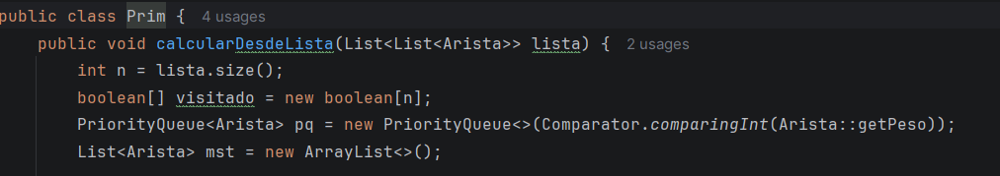 public class Prim {  4 usages
public void calcularDesdeLista(List<List<Arista>> lista) {  2 usages
int n = lista.size();
boolean[] visitado = new boolean[n];
PriorityQueue<Arista> pq = new PriorityQueue<>(Comparator.comparingInt(Arista::getPeso));
List<Arista> mst = new ArrayList<>();